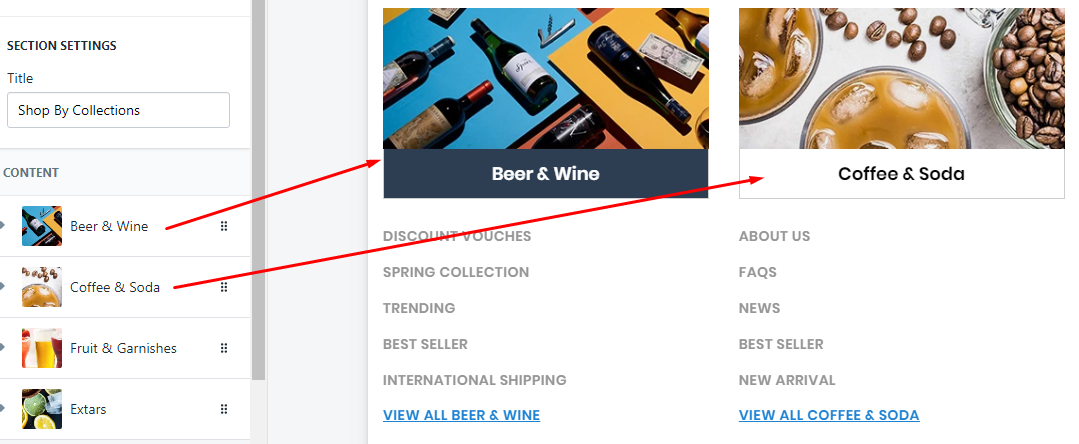 SECTION SETTINGS
Title
Shop By Collections
CONTENT
Beer & Wine
Coffee & Soda
Fruit & Garnishes
Extars
Beer & Wine
DISCOUNT VOUCHES
SPRING COLLECTION
TRENDING
BEST SELLER
INTERNATIONAL SHIPPING
VIEW ALL BEER & WINE
Coffee & Soda
ABOUT US
FAQS
NEWS
BEST SELLER
NEW ARRIVAL
VIEW ALL COFFEE & SODA